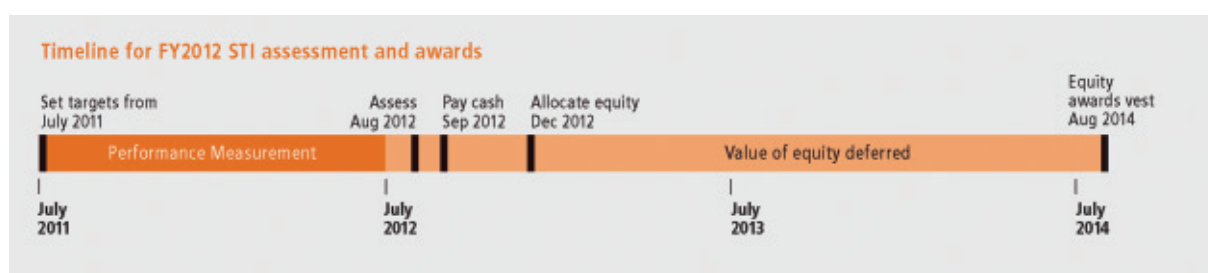 Timeline for FY2012 STI assessment and awards
Set targets from
July 2011
Assess
Aug 2012
Pay cash
Sep 2012
Allocate equity
Dec 2012
Equity
awards vest
Aug 2014
Performance Measurement
Value of equity deferred
July
2011
July
2012
July
2013
July
2014